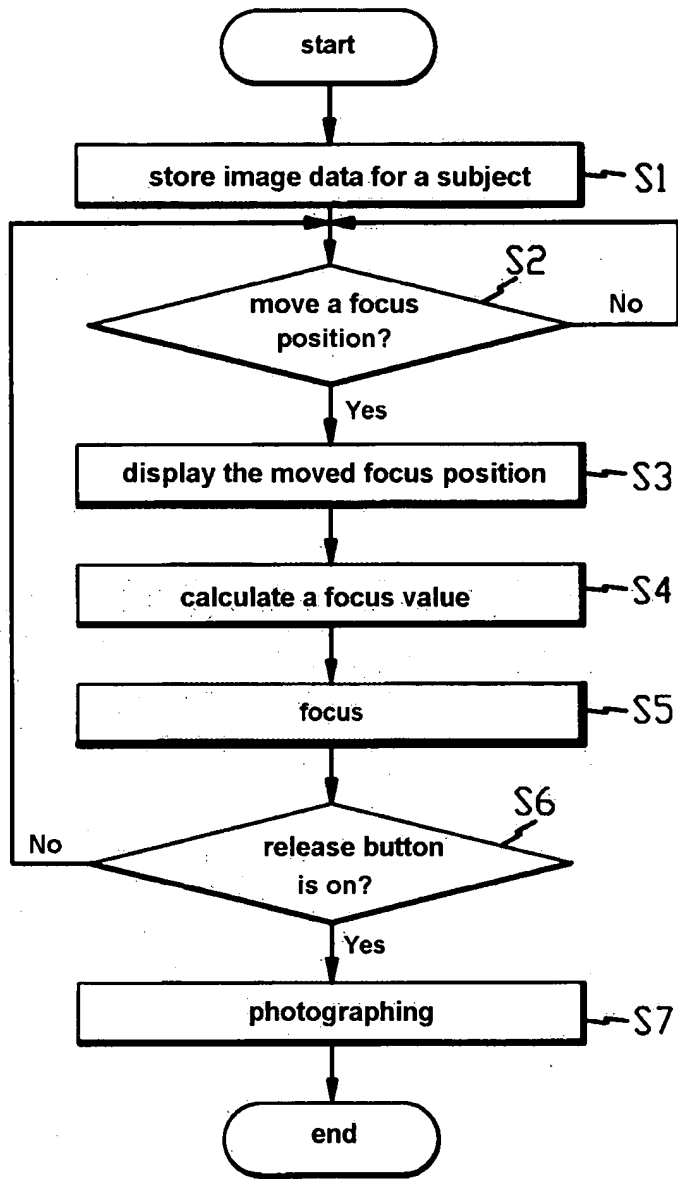 start
store image data for a subject
S1
S2
move a focus
position?
No
Yes
display the moved focus position
S3
calculate a focus value
S4
focus
S5
S6
No
release button
is on?
Yes
photographing
S7
end